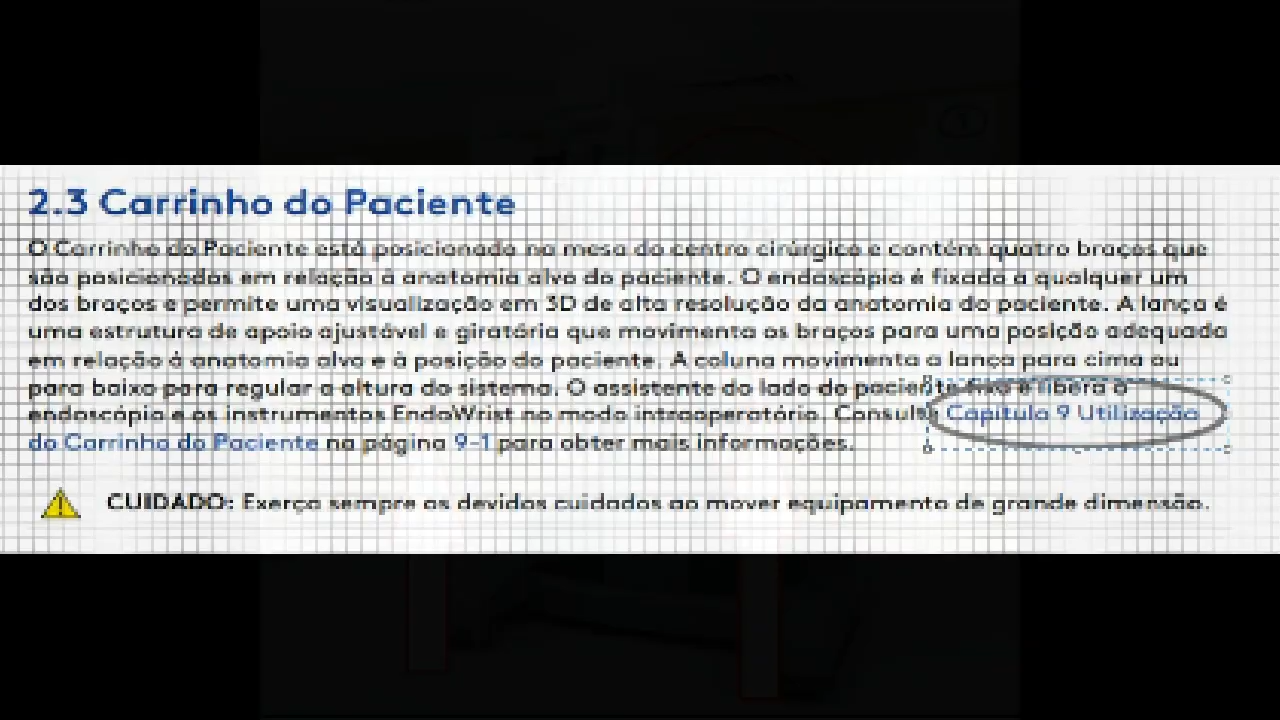 2.3 Carrinho do Paciente
O Carrinho do Paciente está posicionado na mesa do centro cirúrgico e contém quatro braços que
são posicionados em relação à anatomia alvo do paciente. O endoscópio é fixado a qualquer um
dos braços e permite uma visualização em 3D de alta resolução da anatomia do paciente. A lança é
uma estrutura de apoio ajustável e giratória que movimenta os braços para uma posição adequada
em relação à anatomia alvo e à posição do paciente. A coluna movimenta a lança para cima ou
para baixo para regular a altura do sistema. O assistente do lado do paciente fixa e libera o
endoscópio e os instrumentos EndoWrist no modo intraoperatório. Consulte Capítulo 9 Utilização
do Carrinho do Paciente na página 9-1 para obter mais informações.
CUIDADO: Exerça sempre os devidos cuidados ao mover equipamento de grande dimensão.